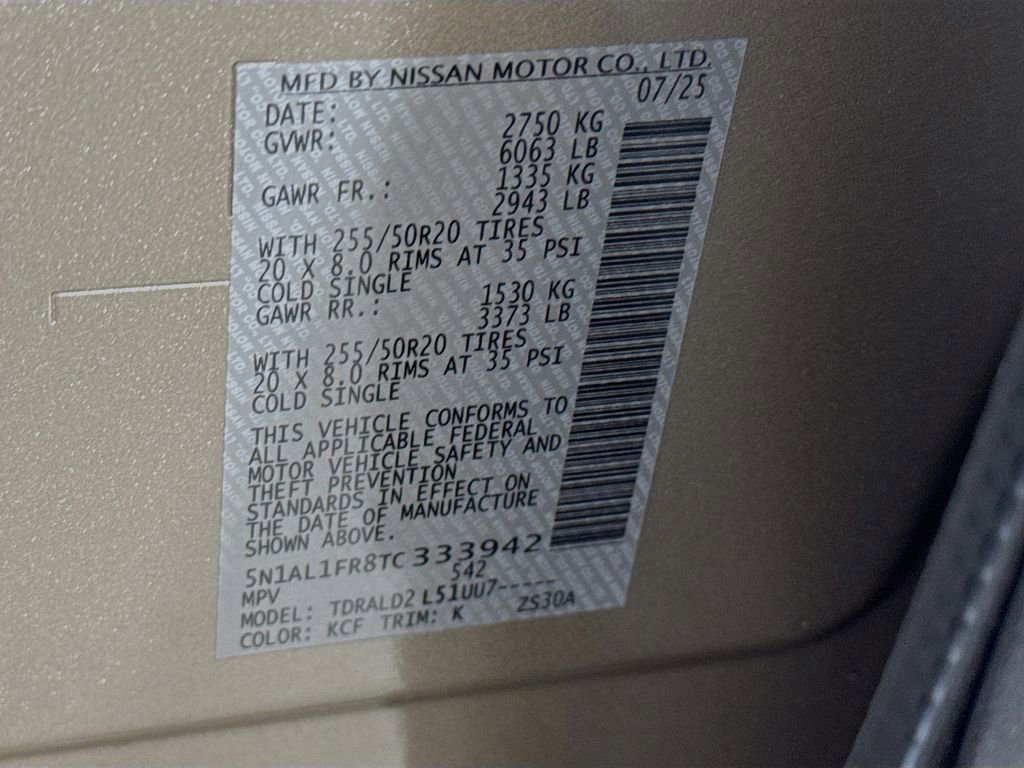 MFD BY NISSAN MOTOR CO., LTD.
DATE: 07/25
GVWR: 2750 KG
6063 LB
GAWR FR.: 1335 KG
2943 LB
WITH 255/50R20 TIRES
20 X 8.0 RIMS AT 35 PSI
COLD SINGLE
GAWR RR.: 1530 KG
3373 LB
WITH 255/50R20 TIRES
20 X 8.0 RIMS AT 35 PSI
COLD SINGLE
THIS VEHICLE CONFORMS TO
ALL APPLICABLE FEDERAL
MOTOR VEHICLE SAFETY AND
THEFT PREVENTION
STANDARDS IN EFFECT ON
THE DATE OF MANUFACTURE
SHOWN ABOVE.
5N1AL1FR8TC 333942
MPV 542
MODEL: TDRALD2 L51UU7-----
COLOR: KCF TRIM: K ZS30A